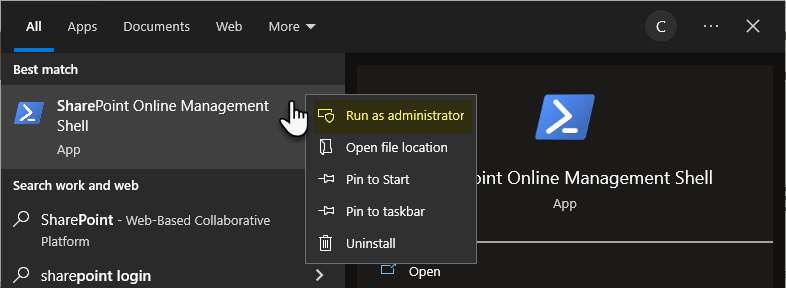 All Apps Documents Web More C
Best match
SharePoint Online Management
Shell
App
Search work and web
SharePoint - Web-Based Collaborative
Platform
sharepoint login
Run as administrator
Open file location
Pin to Start
Pin to taskbar
Uninstall
int Online Management Shell
App
Open